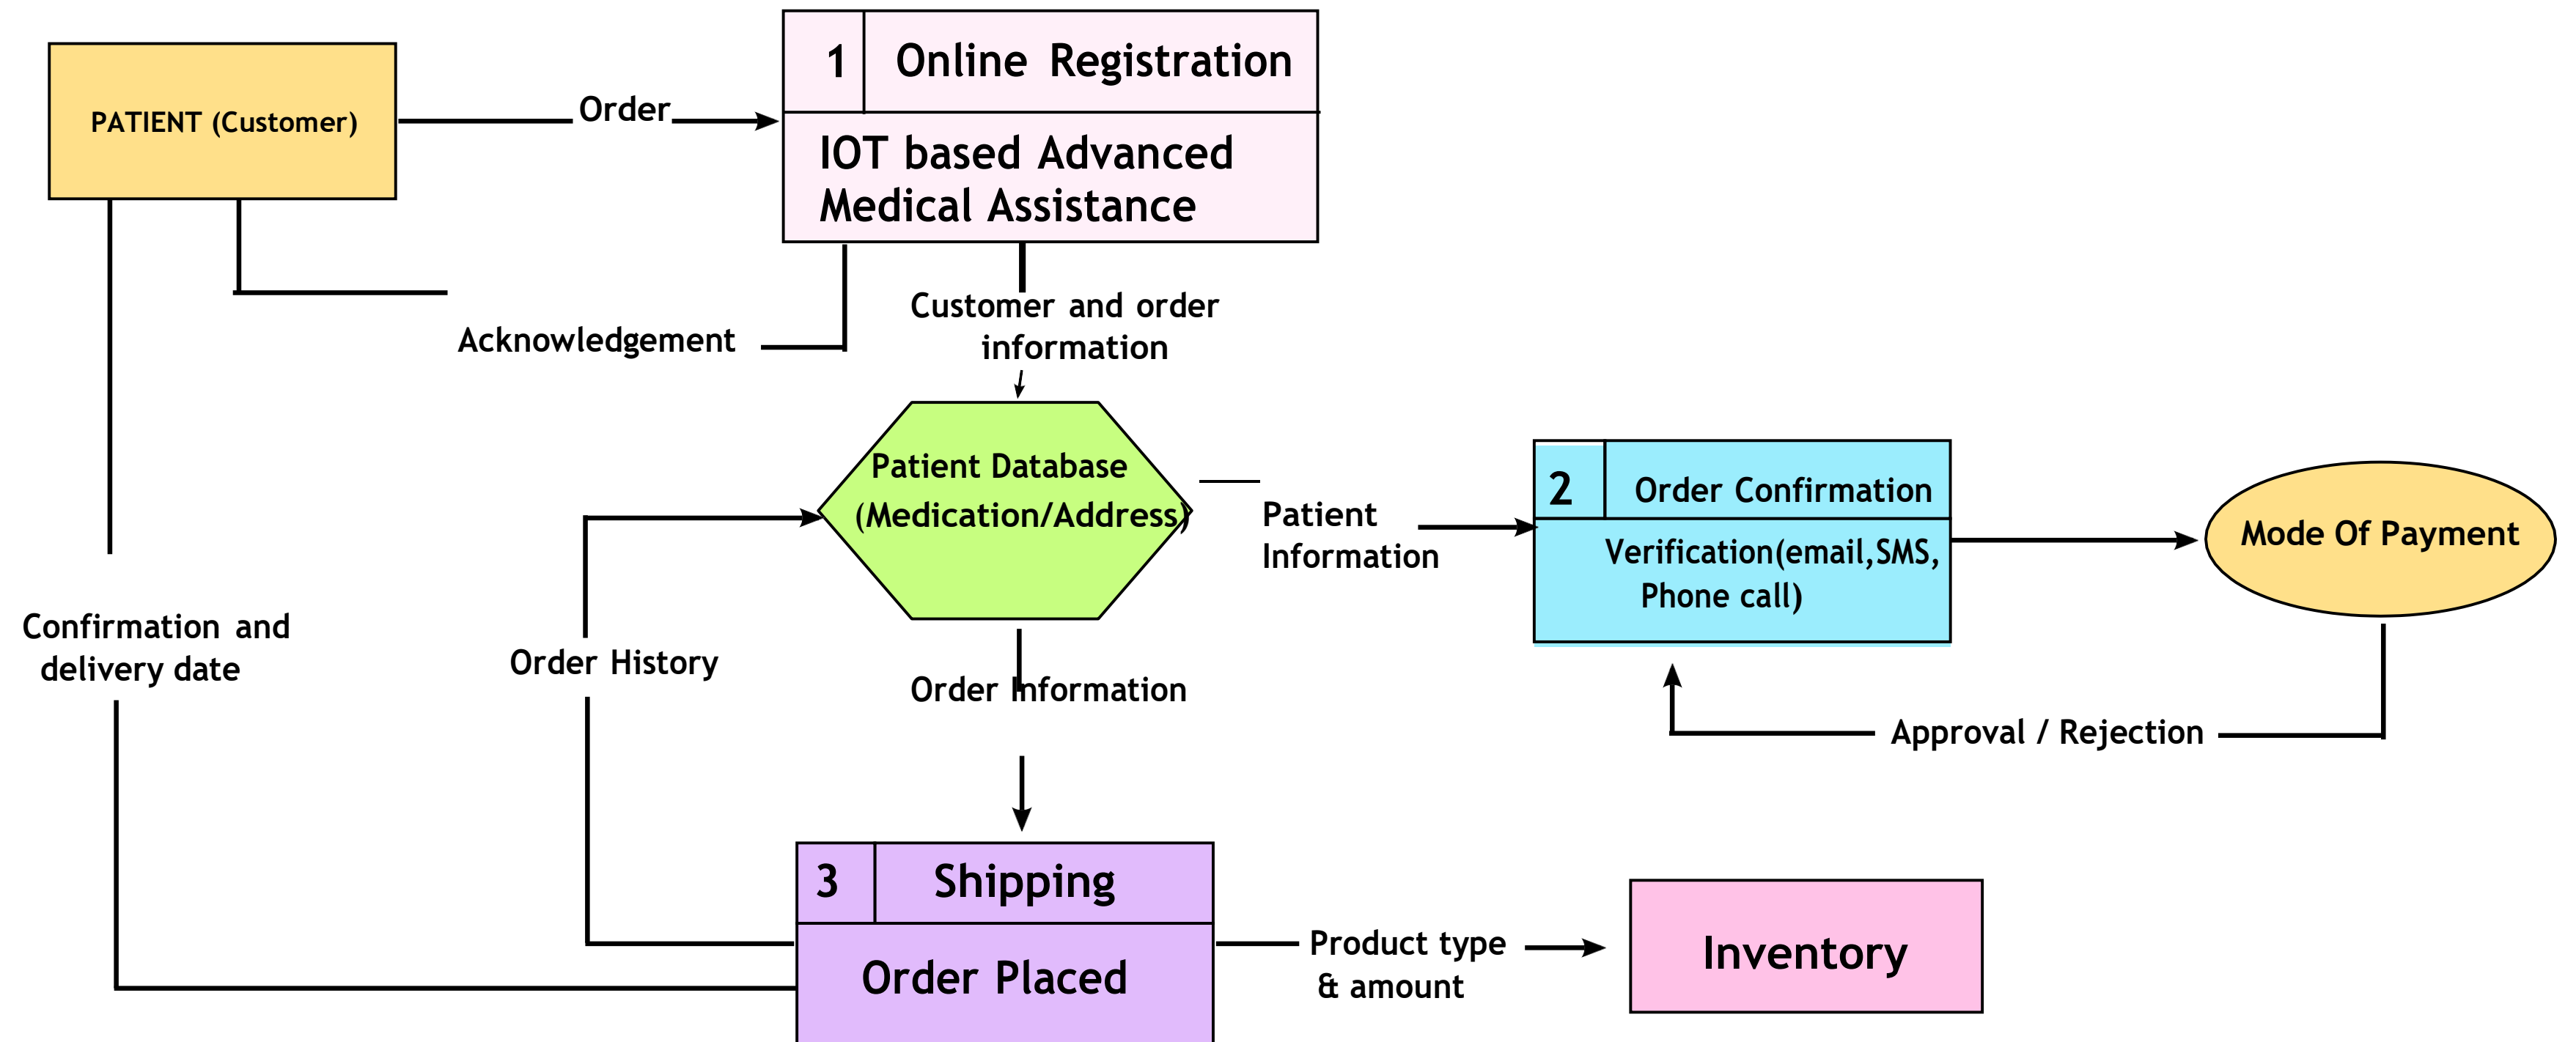 1 Online Registration
PATIENT (Customer)
Order
IOT based Advanced
Medical Assistance
Customer and order
information
Acknowledgement
Patient Database
(Medication/Address)
Patient
Information
2 Order Confirmation
Verification(email,SMS,
Phone call)
Mode Of Payment
Confirmation and
delivery date
Order History
Order Information
Approval / Rejection
3 Shipping
Order Placed
Product type
& amount
Inventory